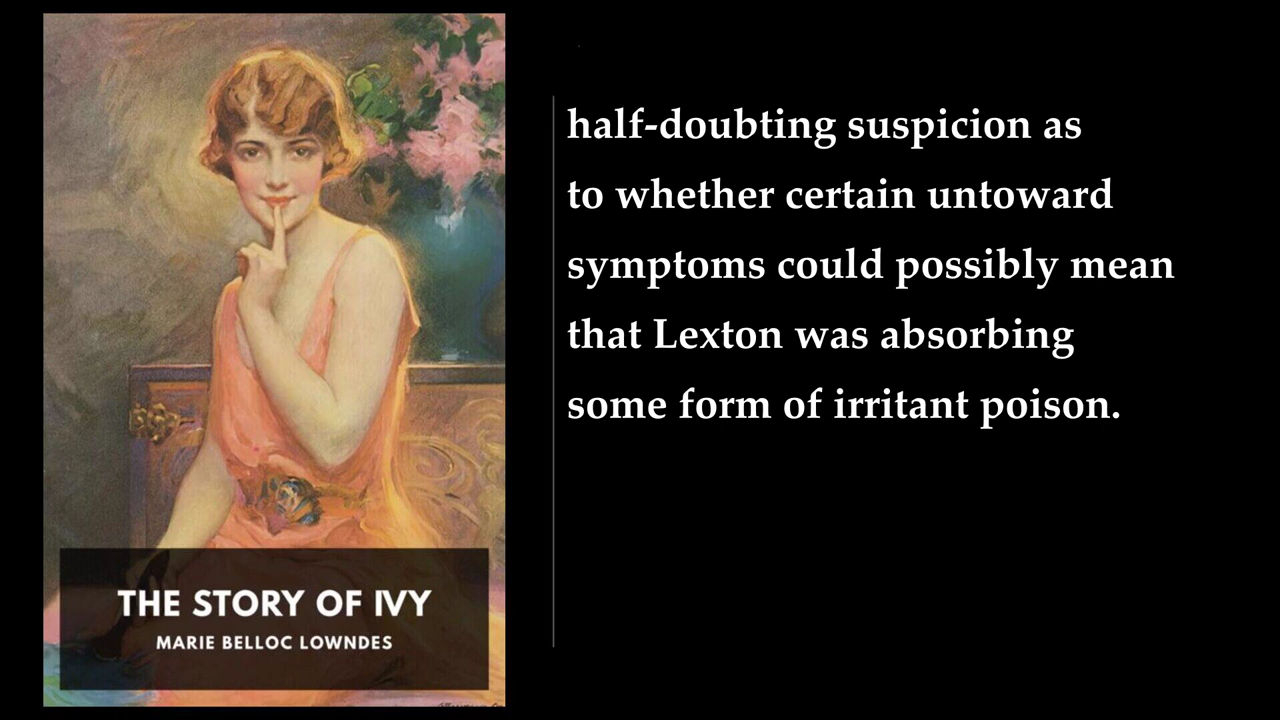 half-doubting suspicion as
to whether certain untoward
symptoms could possibly mean
that Lexton was absorbing
some form of irritant poison.
THE STORY OF IVY
MARIE BELLOC LOWNDES